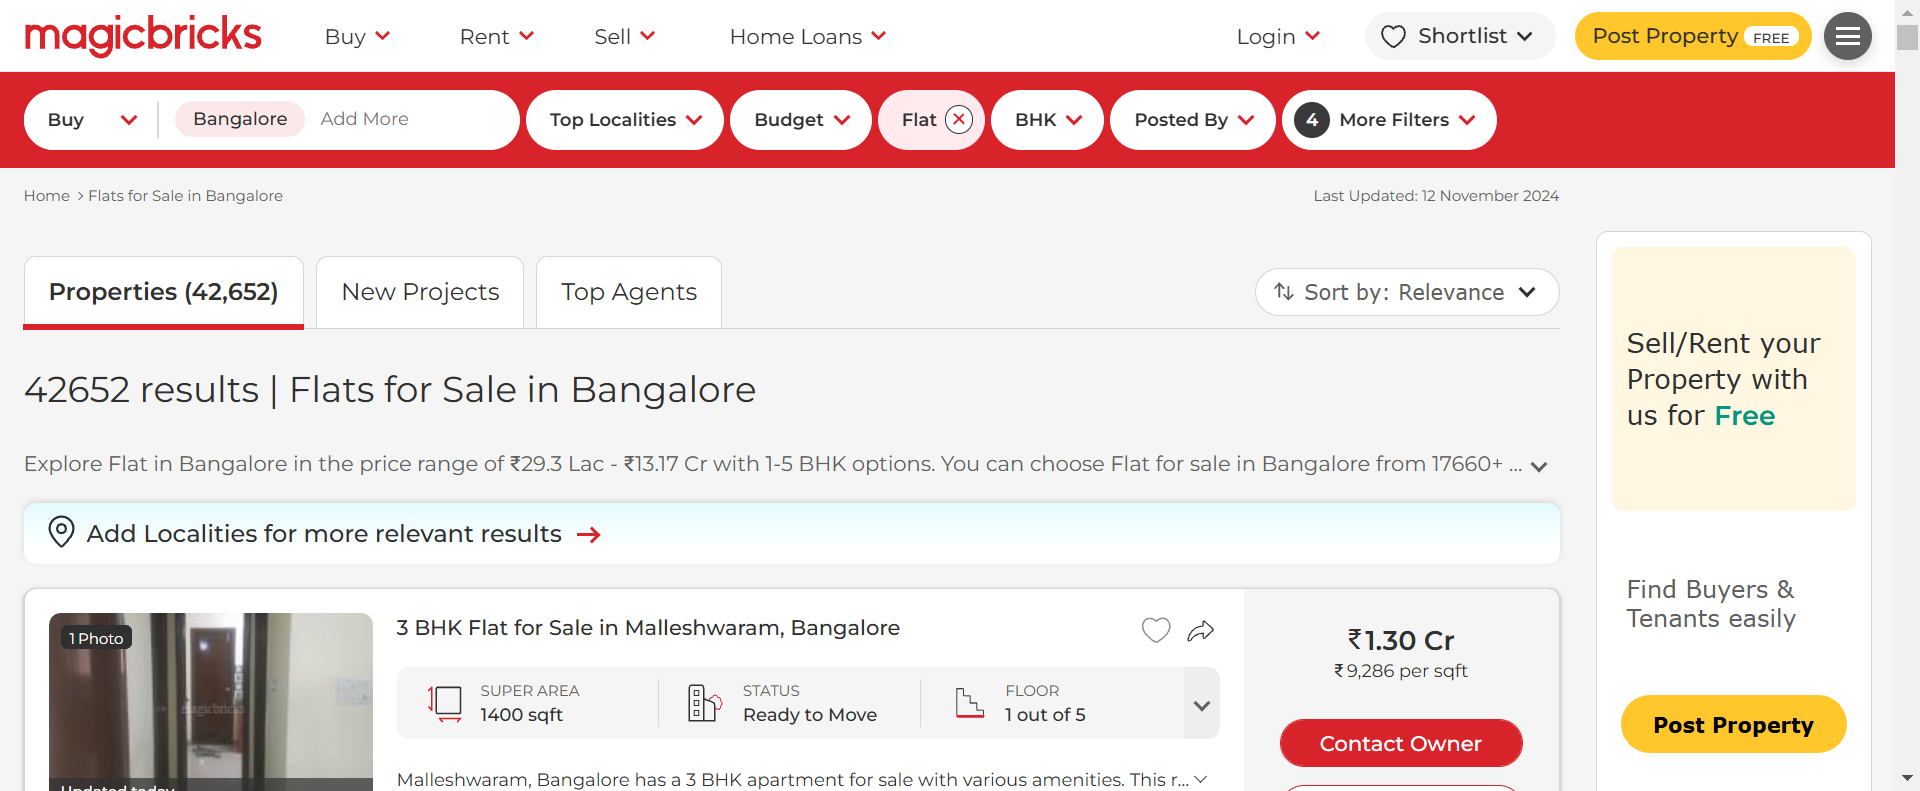 magicbricks
Buy
Rent
Sell
Home Loans
Login
Shortlist
Post Property FREE
Buy
Bangalore
Add More
Top Localities
Budget
Flat
BHK
Posted By
4 More Filters
Home > Flats for Sale in Bangalore
Last Updated: 12 November 2024
Properties (42,652)
New Projects
Top Agents
Sort by: Relevance
42652 results | Flats for Sale in Bangalore
Explore Flat in Bangalore in the price range of ₹29.3 Lac - ₹13.17 Cr with 1-5 BHK options. You can choose Flat for sale in Bangalore from 17660+ ...
Add Localities for more relevant results
1 Photo
magicbricks
Updated today
3 BHK Flat for Sale in Malleshwaram, Bangalore
SUPER AREA
1400 sqft
STATUS
Ready to Move
FLOOR
1 out of 5
Malleshwaram, Bangalore has a 3 BHK apartment for sale with various amenities. This r...
₹1.30 Cr
₹9,286 per sqft
Contact Owner
Sell/Rent your
Property with
us for Free
Find Buyers &
Tenants easily
Post Property